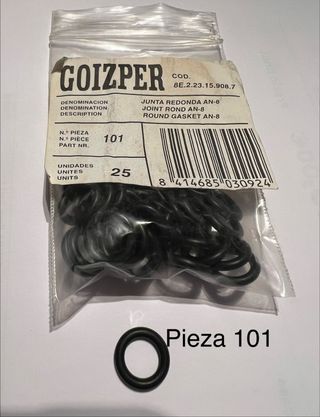 GOIZPER COD.
8E.2.23.15.908.7
DENOMINACION JUNTA REDONDA AN-8
DENOMINATION JOINT ROND AN-8
DESCRIPTION ROUND GASKET AN-8
N.º PIEZA
N.º PIECE 101
PART NR.
UNIDADES
UNITES 25
UNITS
8 414685 030924
Pieza 101